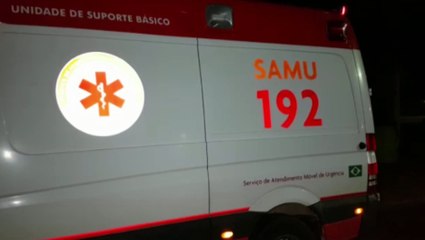 UNIDADE DE SUPORTE BÁSICO
SAMU
192
Serviço de Atendimento Móvel de Urgência